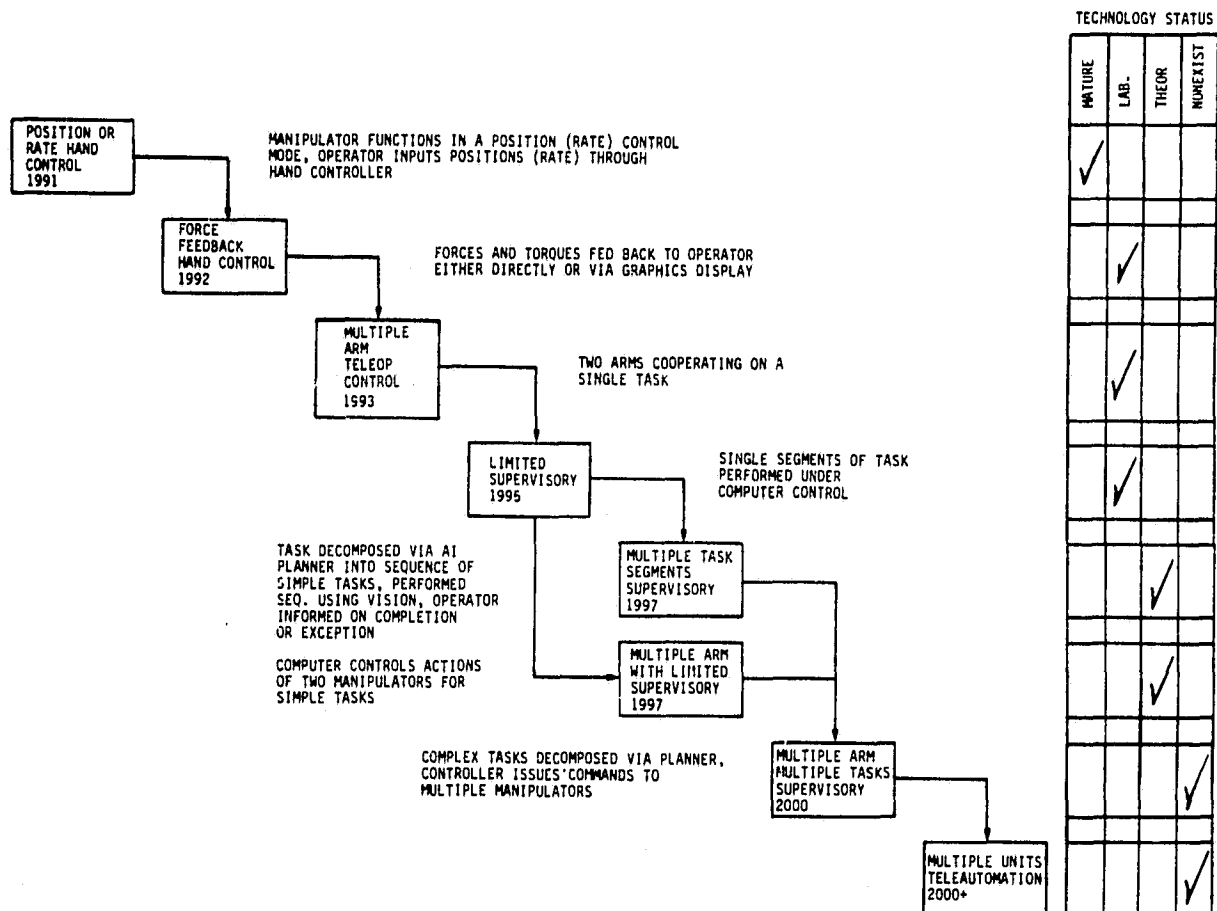 TECHNOLOGY STATUS
MATURE
LAB.
THEOR
NONEXIST
POSITION OR
RATE HAND
CONTROL
1991
MANIPULATOR FUNCTIONS IN A POSITION (RATE) CONTROL
MODE, OPERATOR INPUTS POSITIONS (RATE) THROUGH
HAND CONTROLLER
FORCE
FEEDBACK
HAND CONTROL
1992
FORCES AND TORQUES FED BACK TO OPERATOR
EITHER DIRECTLY OR VIA GRAPHICS DISPLAY
MULTIPLE
ARM
TELEOP
CONTROL
1993
TWO ARMS COOPERATING ON A
SINGLE TASK
LIMITED
SUPERVISORY
1995
SINGLE SEGMENTS OF TASK
PERFORMED UNDER
COMPUTER CONTROL
TASK DECOMPOSED VIA AI
PLANNER INTO SEQUENCE OF
SIMPLE TASKS, PERFORMED
SEQ. USING VISION, OPERATOR
INFORMED ON COMPLETION
OR EXCEPTION
MULTIPLE TASK
SEGMENTS
SUPERVISORY
1997
COMPUTER CONTROLS ACTIONS
OF TWO MANIPULATORS FOR
SIMPLE TASKS
MULTIPLE ARM
WITH LIMITED
SUPERVISORY
1997
COMPLEX TASKS DECOMPOSED VIA PLANNER,
CONTROLLER ISSUES COMMANDS TO
MULTIPLE MANIPULATORS
MULTIPLE ARM
MULTIPLE TASKS
SUPERVISORY
2000
MULTIPLE UNITS
TELEAUTOMATION
2000+